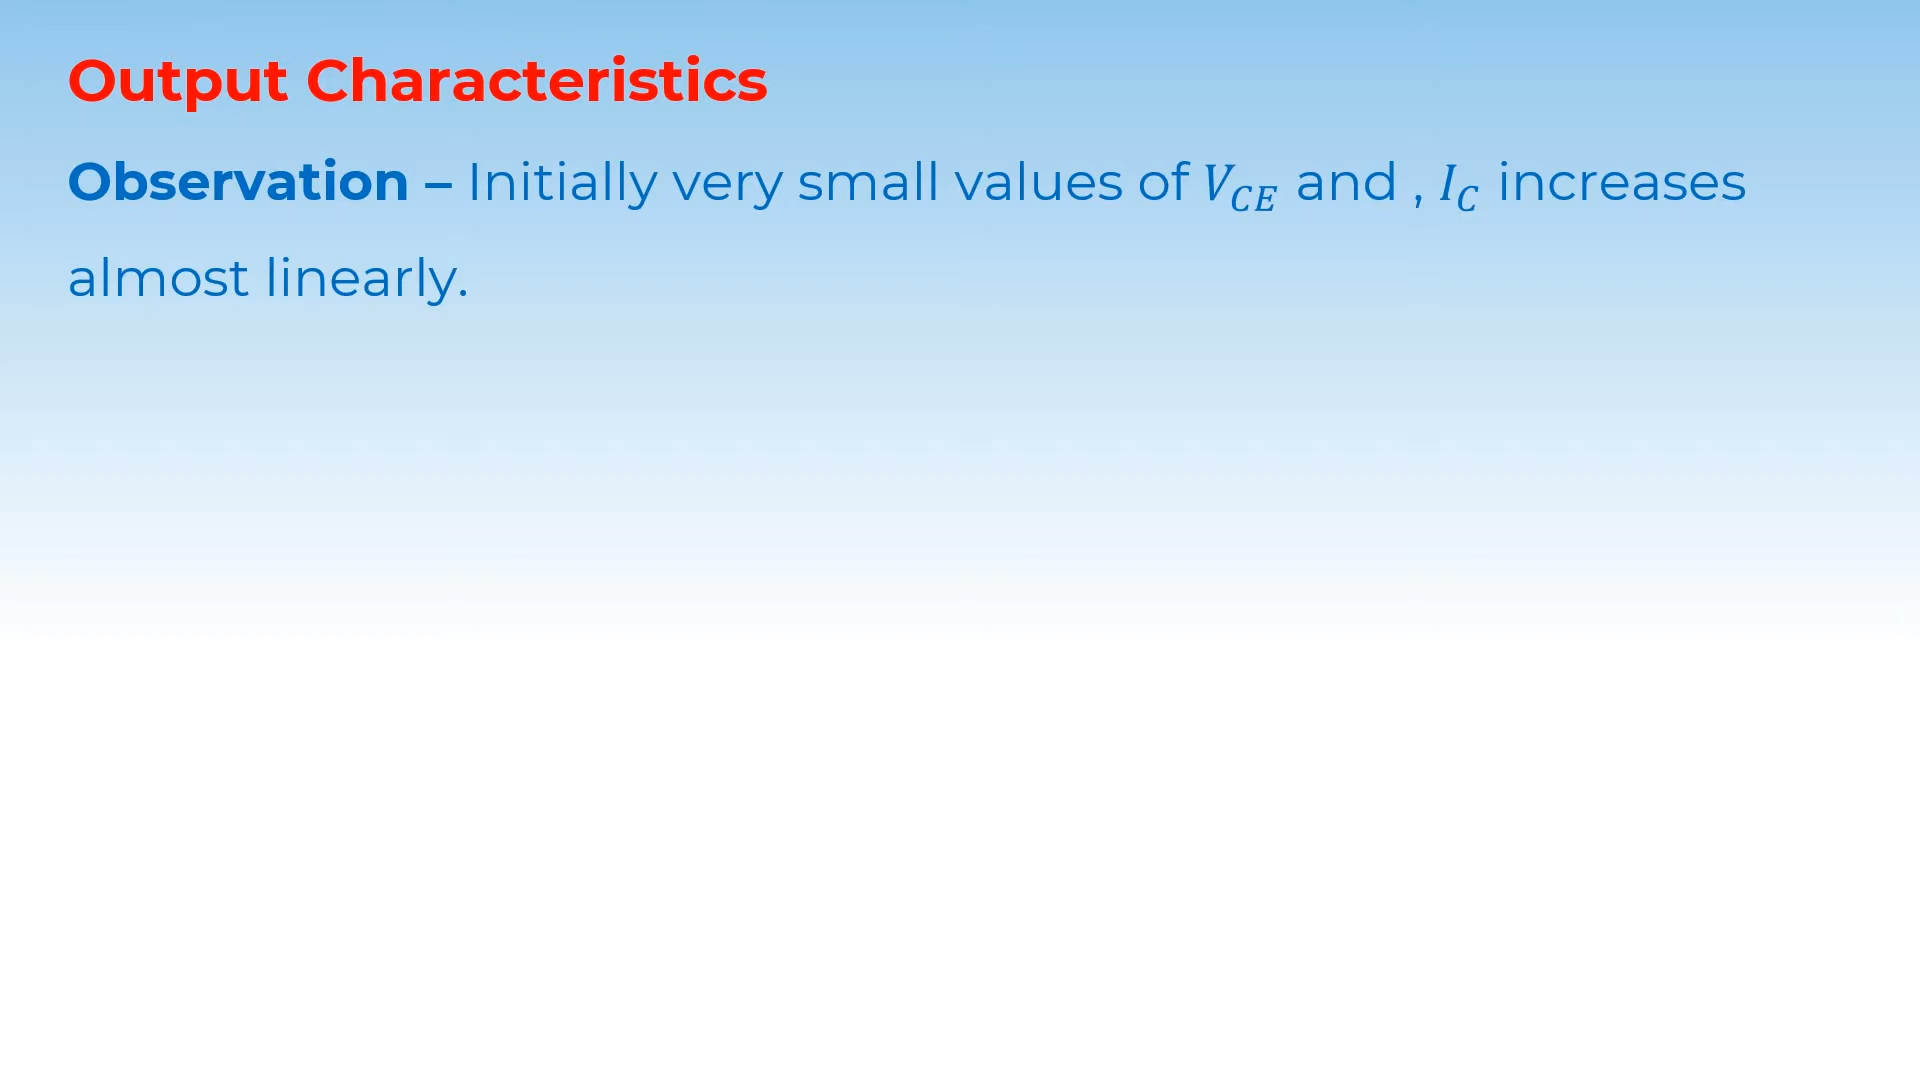 Output Characteristics
Observation – Initially very small values of V_CE and , I_C increases
almost linearly.